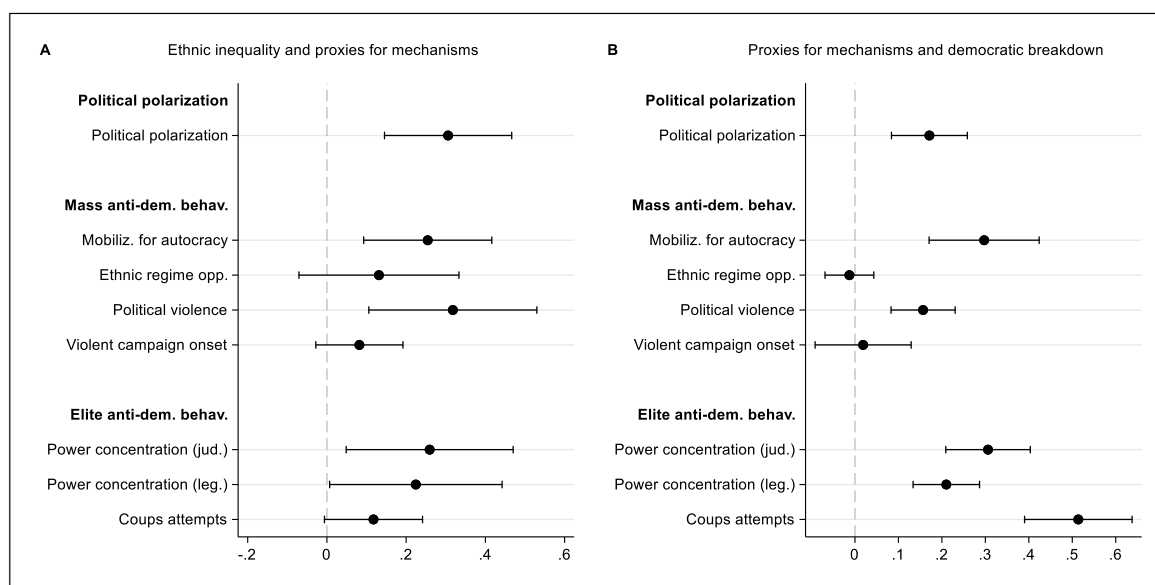 A Ethnic inequality and proxies for mechanisms
Political polarization
Political polarization
Mass anti-dem. behav.
Mobiliz. for autocracy
Ethnic regime opp.
Political violence
Violent campaign onset
Elite anti-dem. behav.
Power concentration (jud.)
Power concentration (leg.)
Coups attempts
-.2 0 .2 .4 .6
B Proxies for mechanisms and democratic breakdown
Political polarization
Political polarization
Mass anti-dem. behav.
Mobiliz. for autocracy
Ethnic regime opp.
Political violence
Violent campaign onset
Elite anti-dem. behav.
Power concentration (jud.)
Power concentration (leg.)
Coups attempts
0 .1 .2 .3 .4 .5 .6